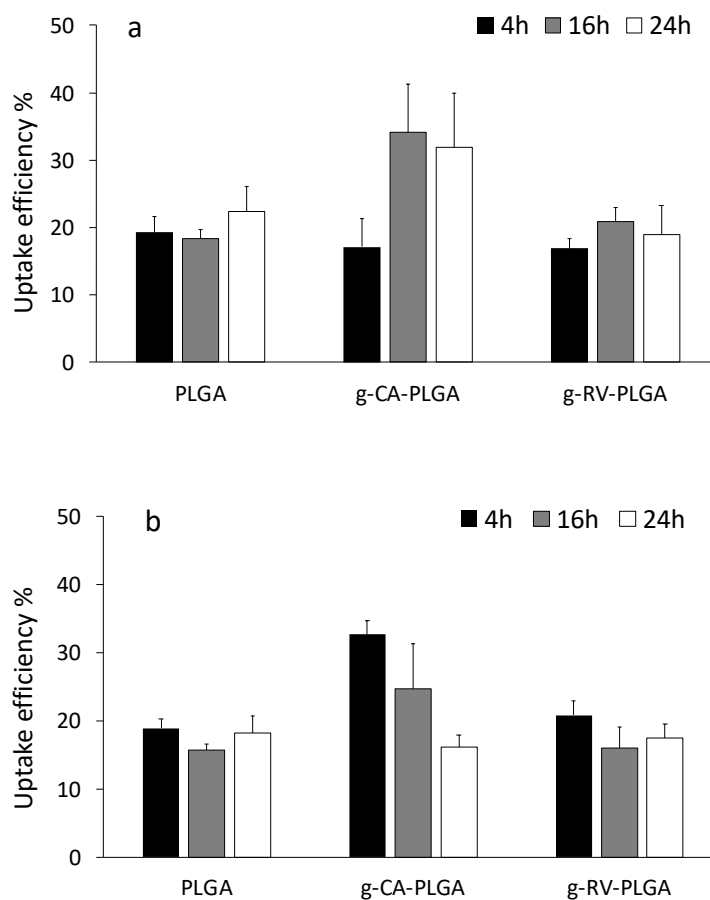 a
4h 16h 24h
Uptake efficiency %
50
40
30
20
10
0
PLGA g-CA-PLGA g-RV-PLGA
b
4h 16h 24h
Uptake efficiency %
50
40
30
20
10
0
PLGA g-CA-PLGA g-RV-PLGA